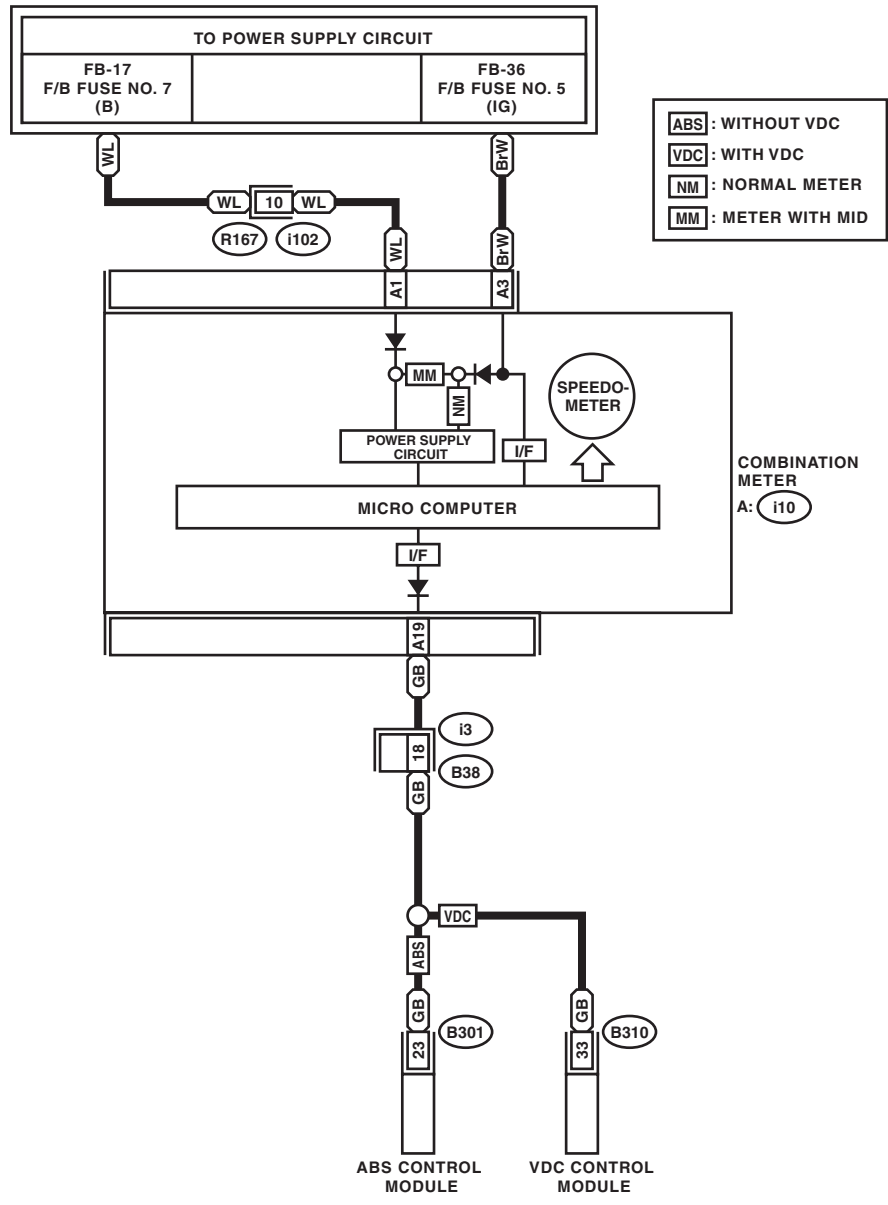 TO POWER SUPPLY CIRCUIT
FB-17
F/B FUSE NO. 7
(B)
FB-36
F/B FUSE NO. 5
(IG)
ABS : WITHOUT VDC
VDC : WITH VDC
NM : NORMAL METER
MM : METER WITH MID
WL
BrW
WL 10 WL
R167 i102
WL
BrW
A1
A3
MM
NM
SPEEDO-
METER
POWER SUPPLY
CIRCUIT
I/F
MICRO COMPUTER
COMBINATION
METER
A: i10
I/F
A19
GB
i3
18
B38
GB
VDC
ABS
GB
GB
B301
B310
23
33
ABS CONTROL
MODULE
VDC CONTROL
MODULE